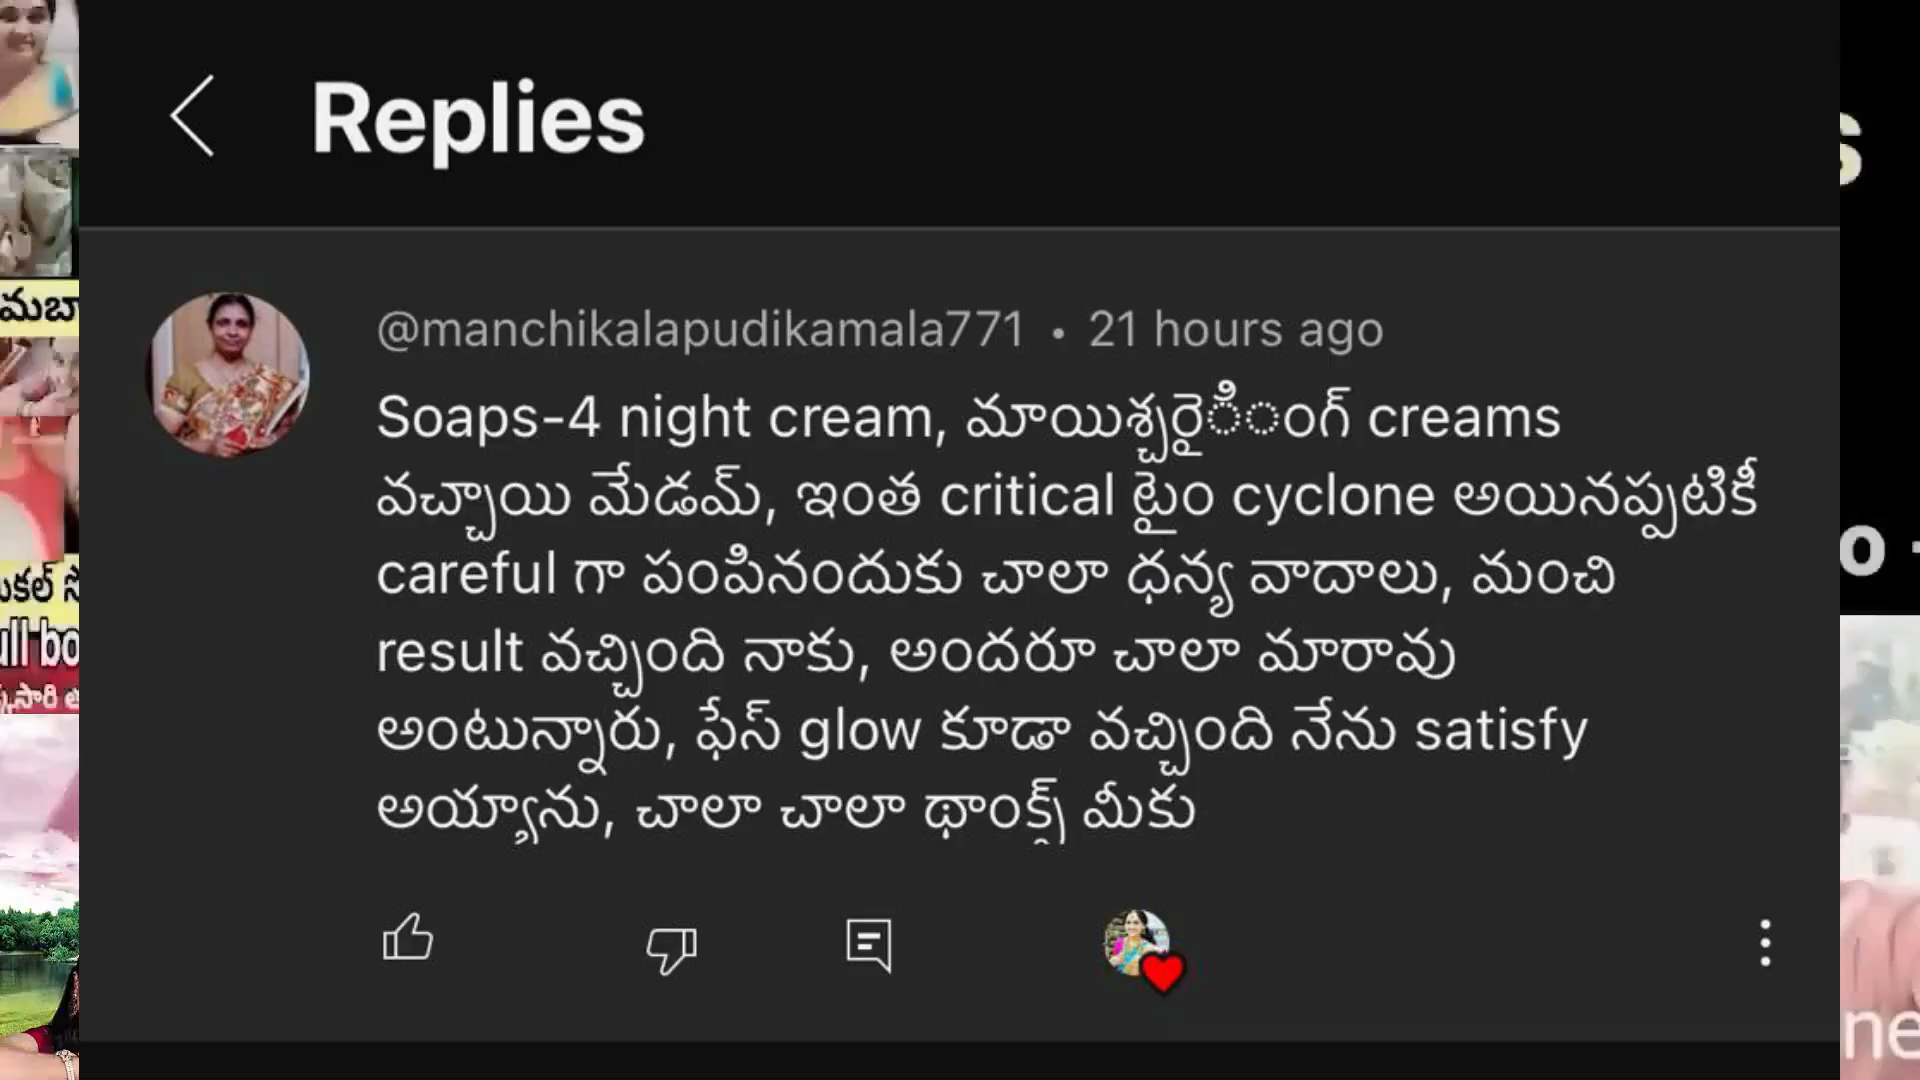 Replies
@manchikalapudikamala771 • 21 hours ago
Soaps-4 night cream, మాయిశ్చరైిింంగ్ creams
వచ్చాయి మేడమ్, ఇంత critical టైం cyclone అయినప్పటికీ
careful గా పంపినందుకు చాలా ధన్య వాదాలు, మంచి
result వచ్చింది నాకు, అందరూ చాలా మారావు
అంటున్నారు, ఫేస్ glow కూడా వచ్చింది నేను satisfy
అయ్యాను, చాలా చాలా థాంక్స్ మీకు